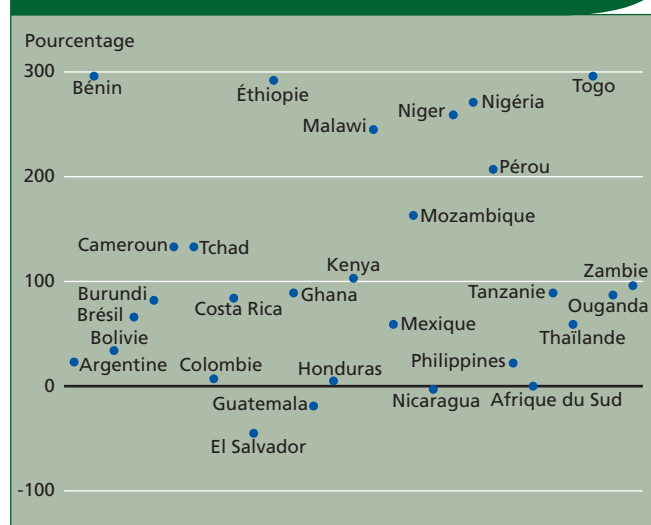 Pourcentage
300
Bénin
Éthiopie
Togo
Malawi
Niger
Nigéria
200
Pérou
Mozambique
Cameroun
Tchad
Kenya
Zambie
100
Burundi
Costa Rica
Ghana
Tanzanie
Ouganda
Brésil
Mexique
Thaïlande
Bolivie
Argentine
Colombie
Honduras
Philippines
0
Guatemala
Nicaragua
Afrique du Sud
El Salvador
-100